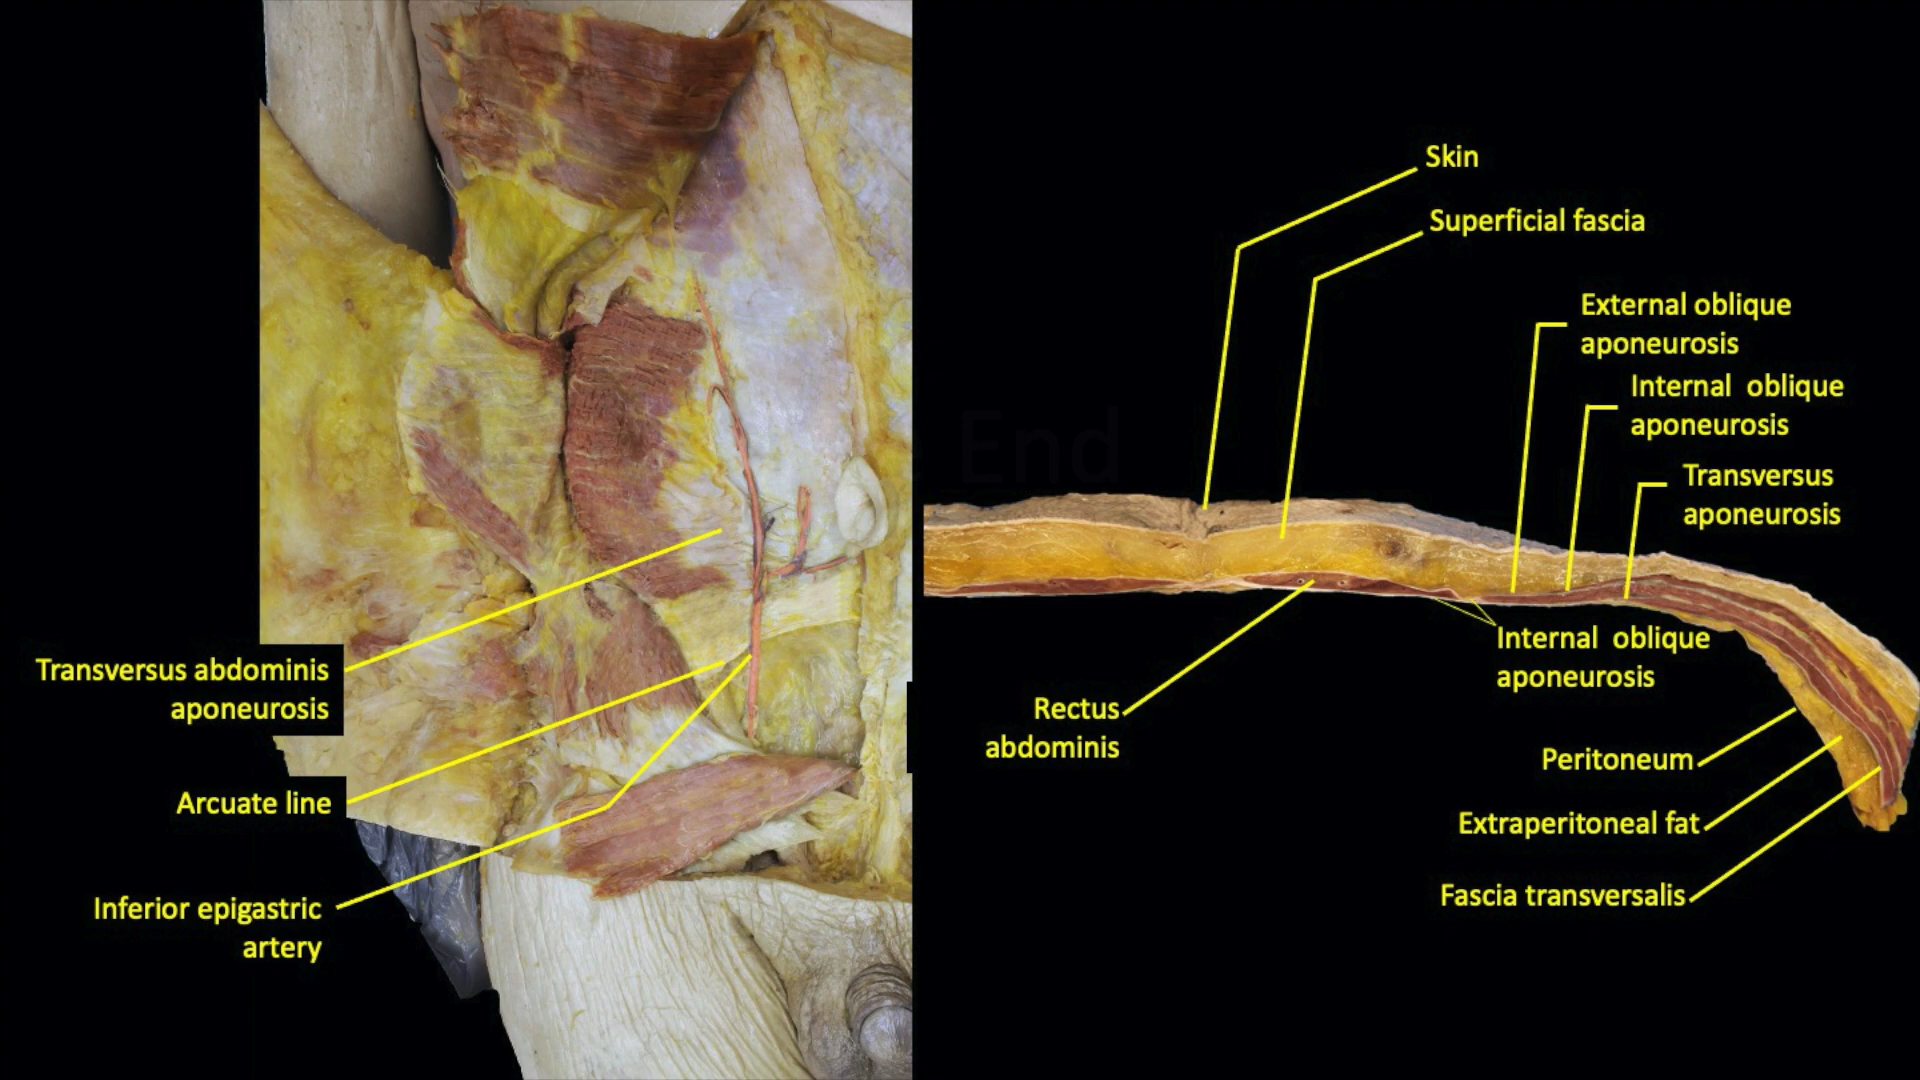 Transversus abdominis
aponeurosis
Arcuate line
Inferior epigastric
artery
End
Skin
Superficial fascia
External oblique
aponeurosis
Internal oblique
aponeurosis
Transversus
aponeurosis
Internal oblique
aponeurosis
Rectus
abdominis
Peritoneum
Extraperitoneal fat
Fascia transversalis